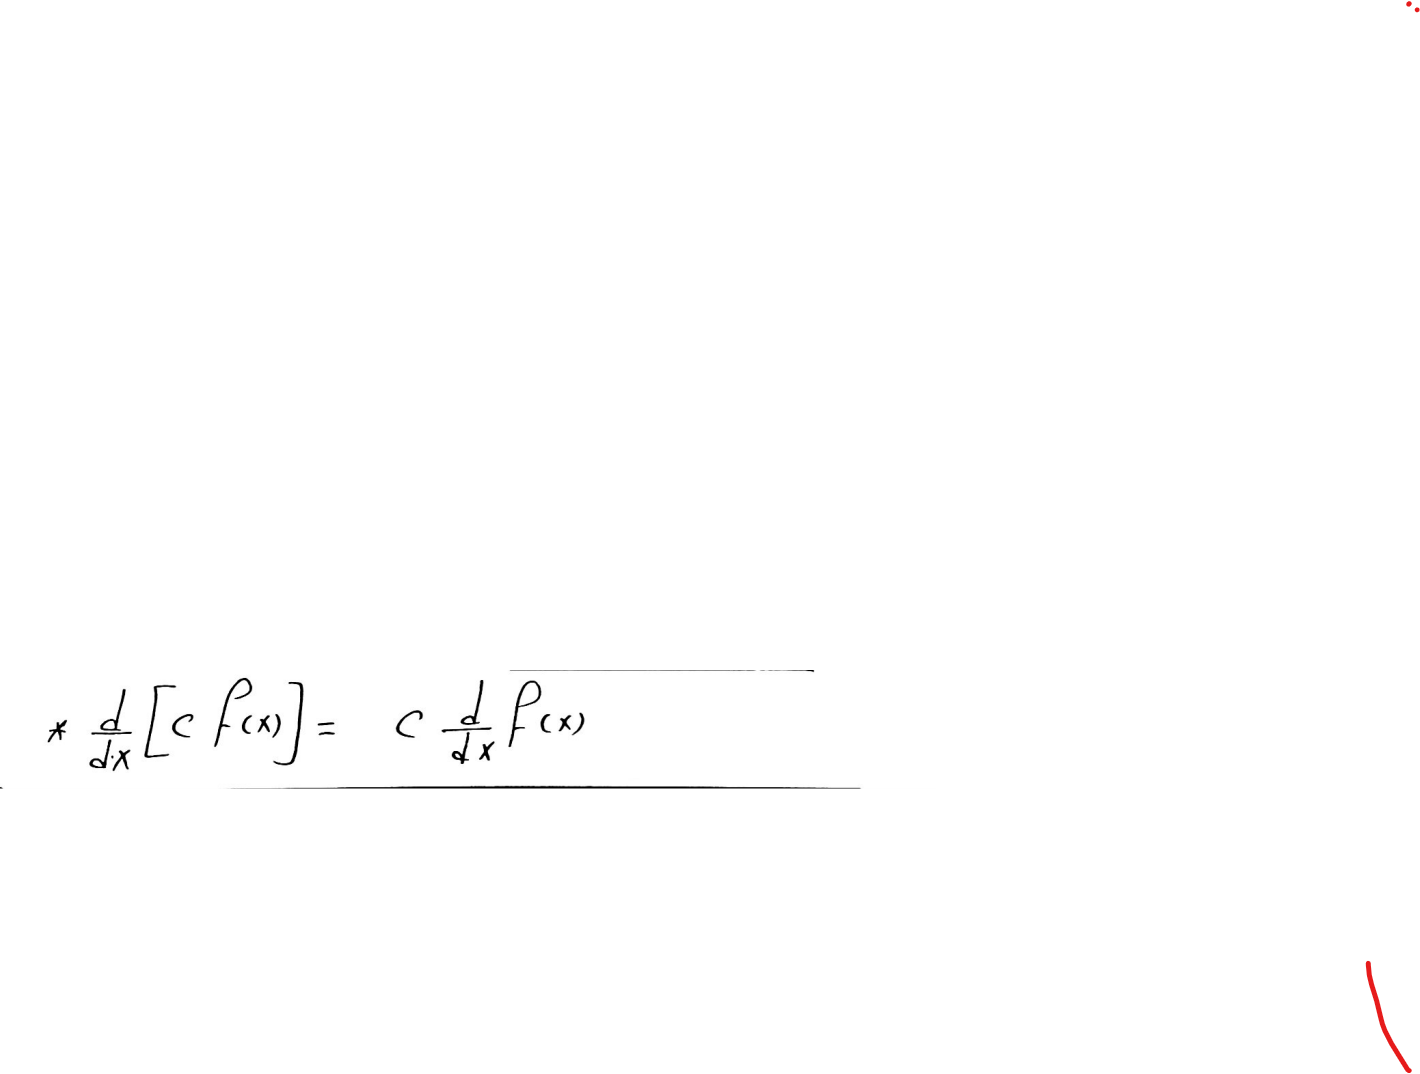 * d/dx [c f(x)] = c d/dx f(x)